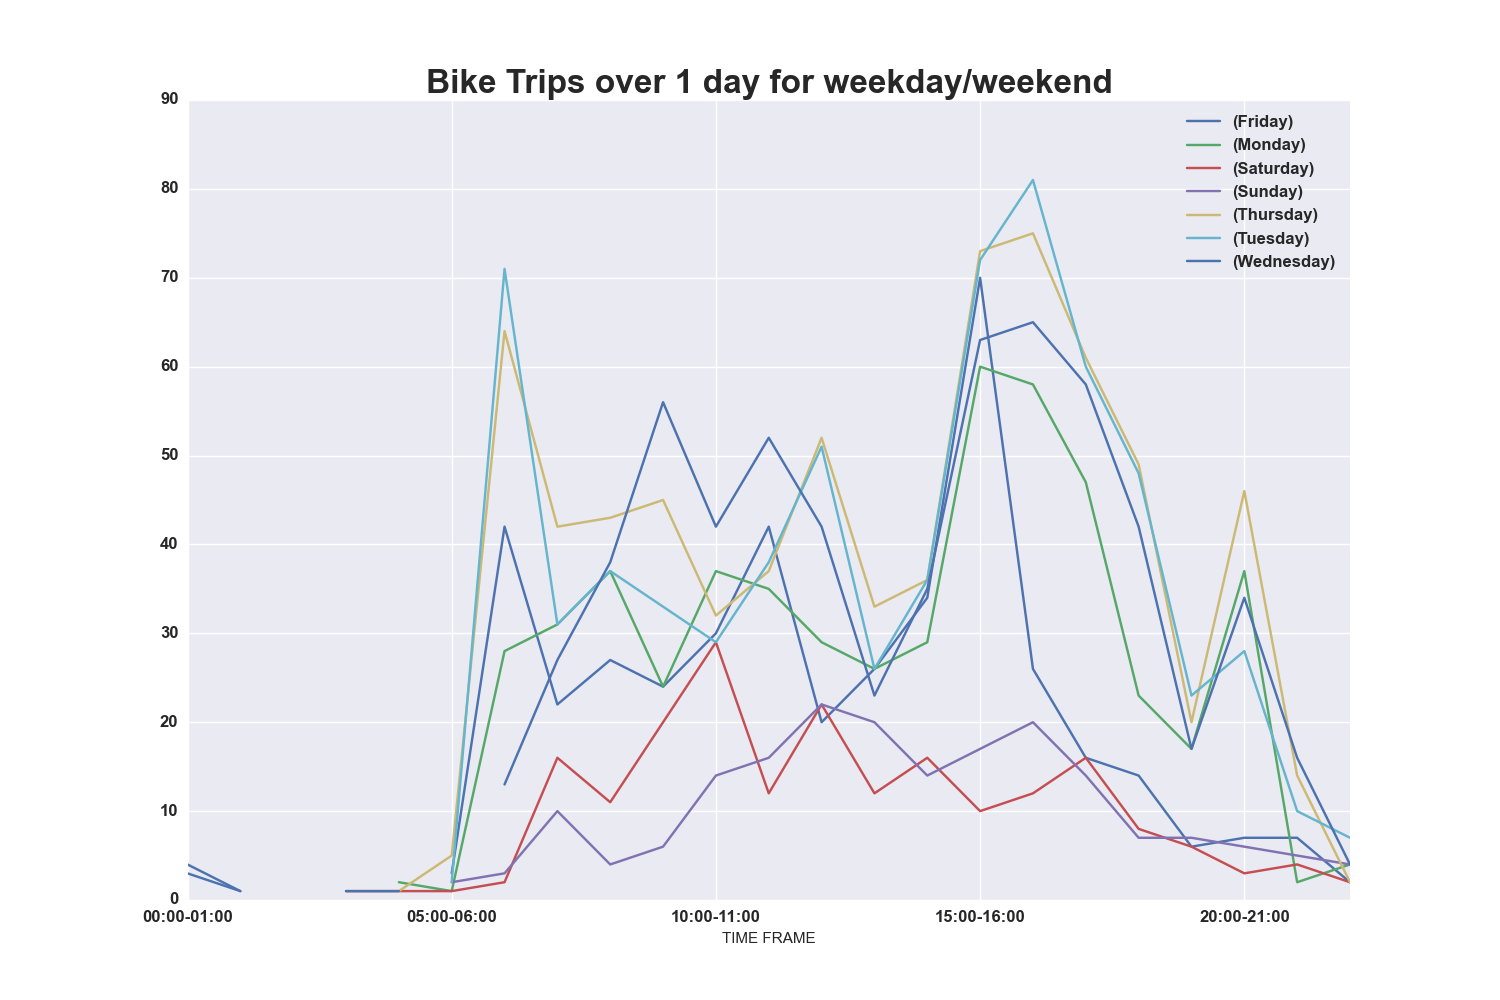 Bike Trips over 1 day for weekday/weekend
90
80
70
60
50
40
30
20
10
0
(Friday)
(Monday)
(Saturday)
(Sunday)
(Thursday)
(Tuesday)
(Wednesday)
00:00-01:00 05:00-06:00 10:00-11:00 15:00-16:00 20:00-21:00
TIME FRAME